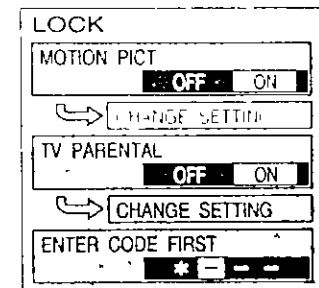 LOCK
MOTION PICT
OFF ON
CHANGE SETTING
TV PARENTAL
OFF ON
CHANGE SETTING
ENTER CODE FIRST
* – – –